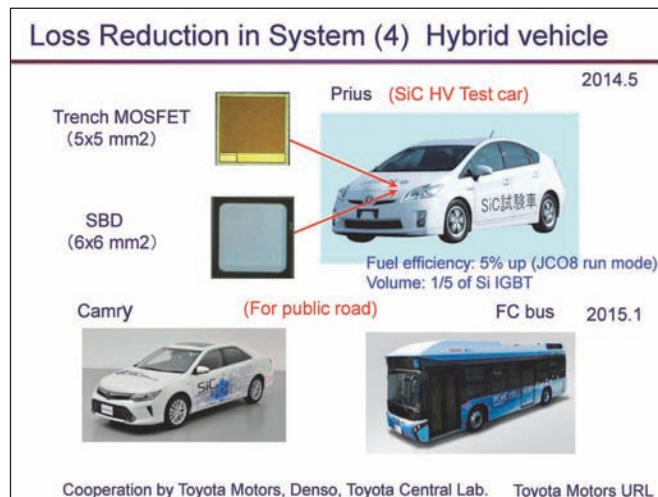 Loss Reduction in System (4) Hybrid vehicle
2014.5
Prius (SiC HV Test car)
Trench MOSFET
(5x5 mm2)
SiC試験車
SBD
(6x6 mm2)
Fuel efficiency: 5% up (JCO8 run mode)
Volume: 1/5 of Si IGBT
Camry (For public road) FC bus 2015.1
SiC
Cooperation by Toyota Motors, Denso, Toyota Central Lab. Toyota Motors URL